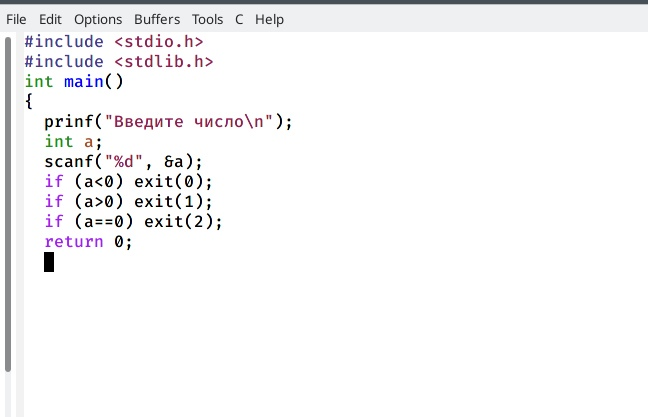 File Edit Options Buffers Tools C Help
#include <stdio.h>
#include <stdlib.h>
int main()
{
  prinf("Введите число\n");
  int a;
  scanf("%d", &a);
  if (a<0) exit(0);
  if (a>0) exit(1);
  if (a==0) exit(2);
  return 0;